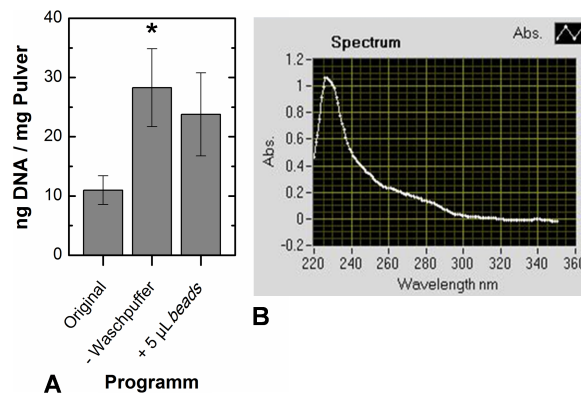 ng DNA / mg Pulver
40
30
20
10
0
*
Original
- Waschpuffer
+ 5 µL beads
A
Programm
Spectrum
Abs.
Abs.
1.2
1
0.8
0.6
0.4
0.2
0
-0.2
220 240 260 280 300 320 340 360
Wavelength nm
B